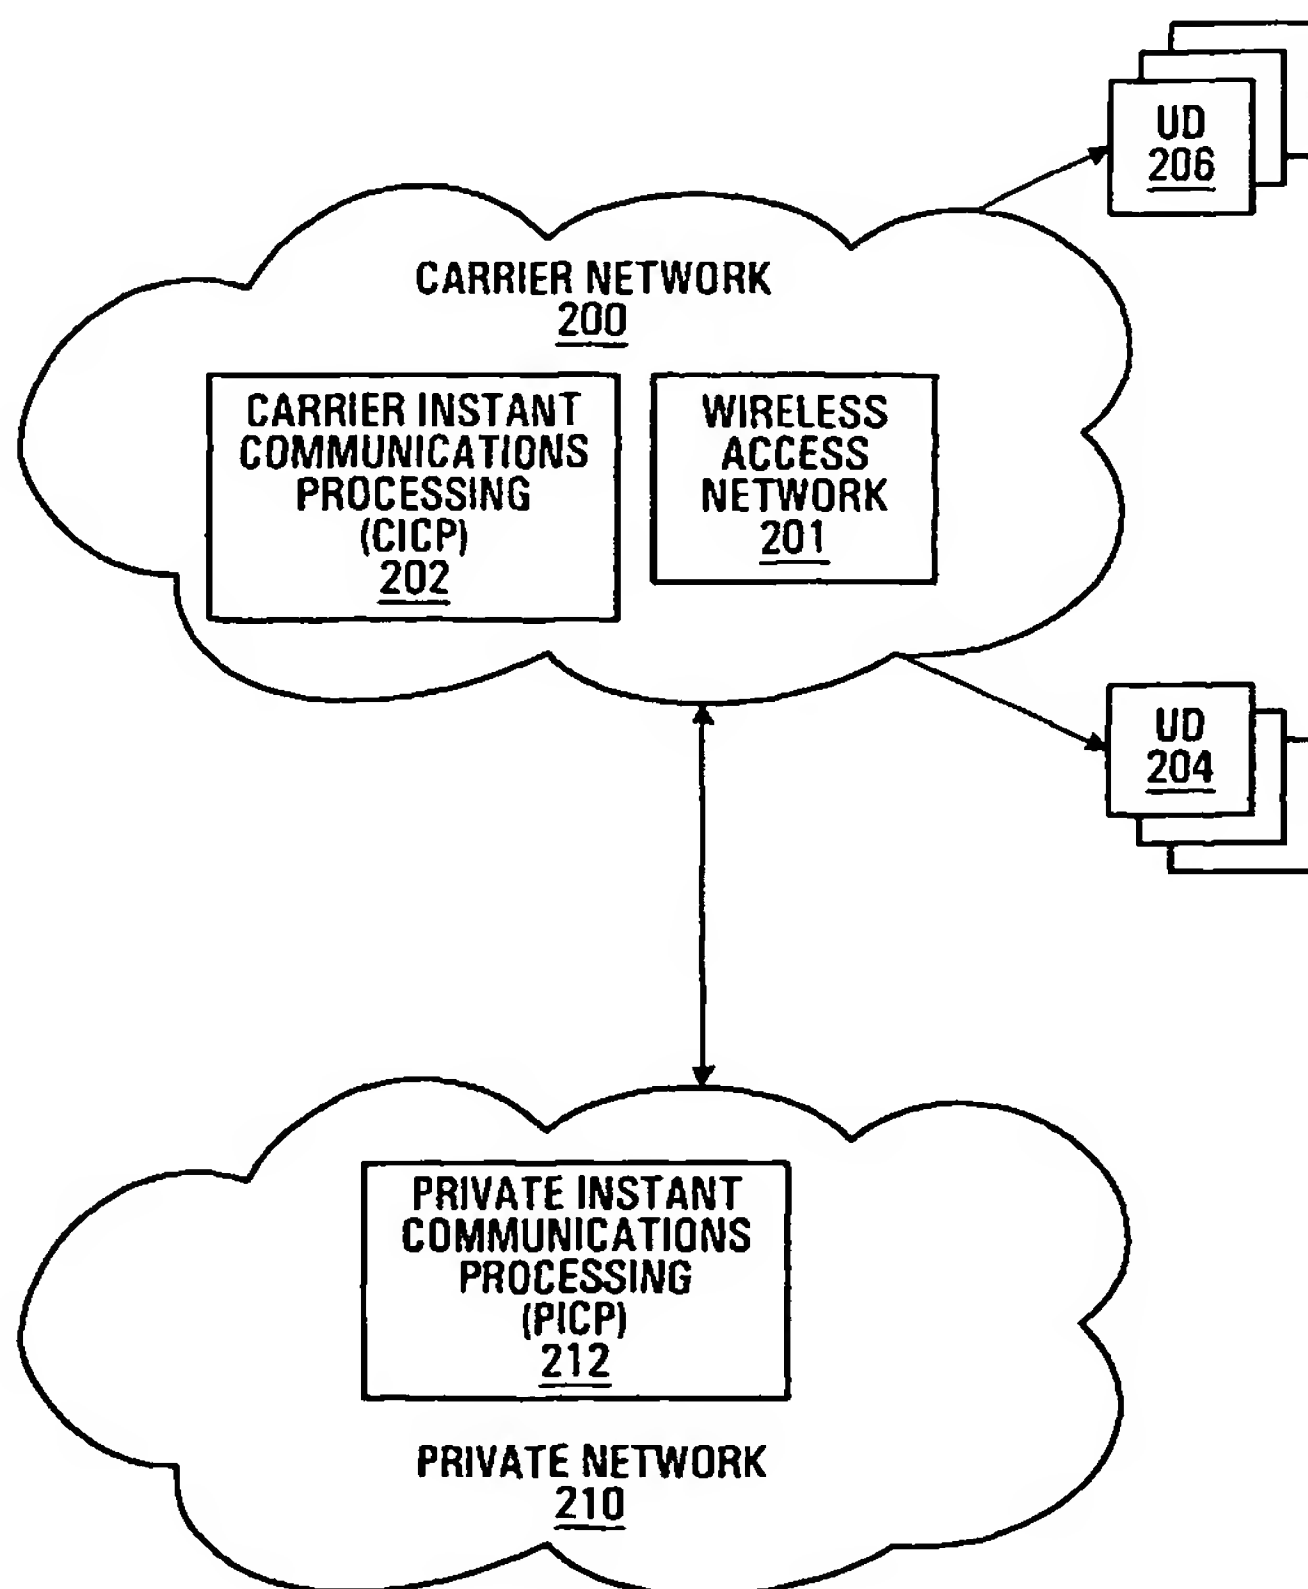 UD
206
CARRIER NETWORK
200
CARRIER INSTANT
COMMUNICATIONS
PROCESSING
(CICP)
202
WIRELESS
ACCESS
NETWORK
201
UD
204
PRIVATE INSTANT
COMMUNICATIONS
PROCESSING
(PICP)
212
PRIVATE NETWORK
210